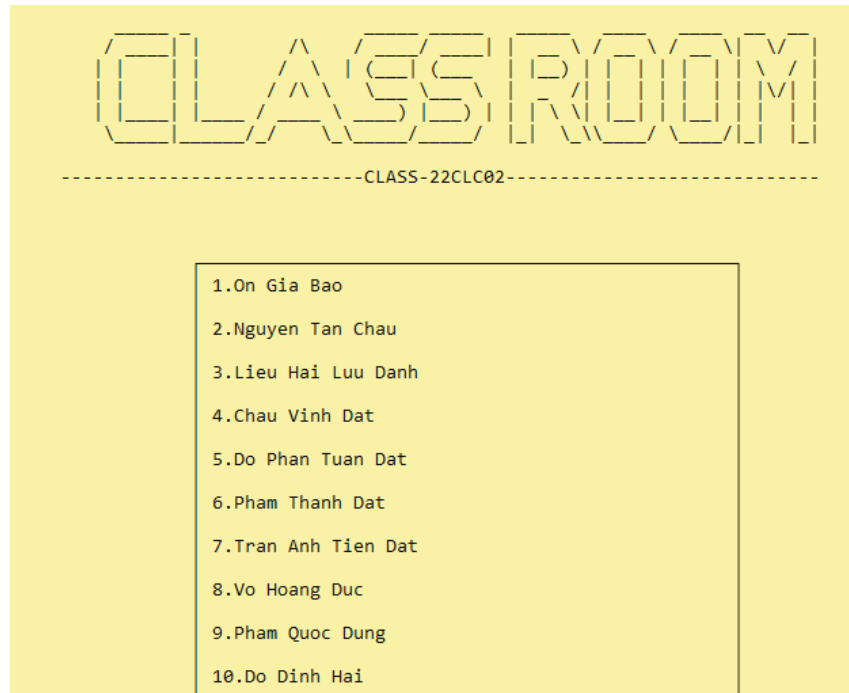 CLASS ROOM
----------------------------CLASS-22CLC02-----------------------------
1.On Gia Bao
2.Nguyen Tan Chau
3.Lieu Hai Luu Danh
4.Chau Vinh Dat
5.Do Phan Tuan Dat
6.Pham Thanh Dat
7.Tran Anh Tien Dat
8.Vo Hoang Duc
9.Pham Quoc Dung
10.Do Dinh Hai